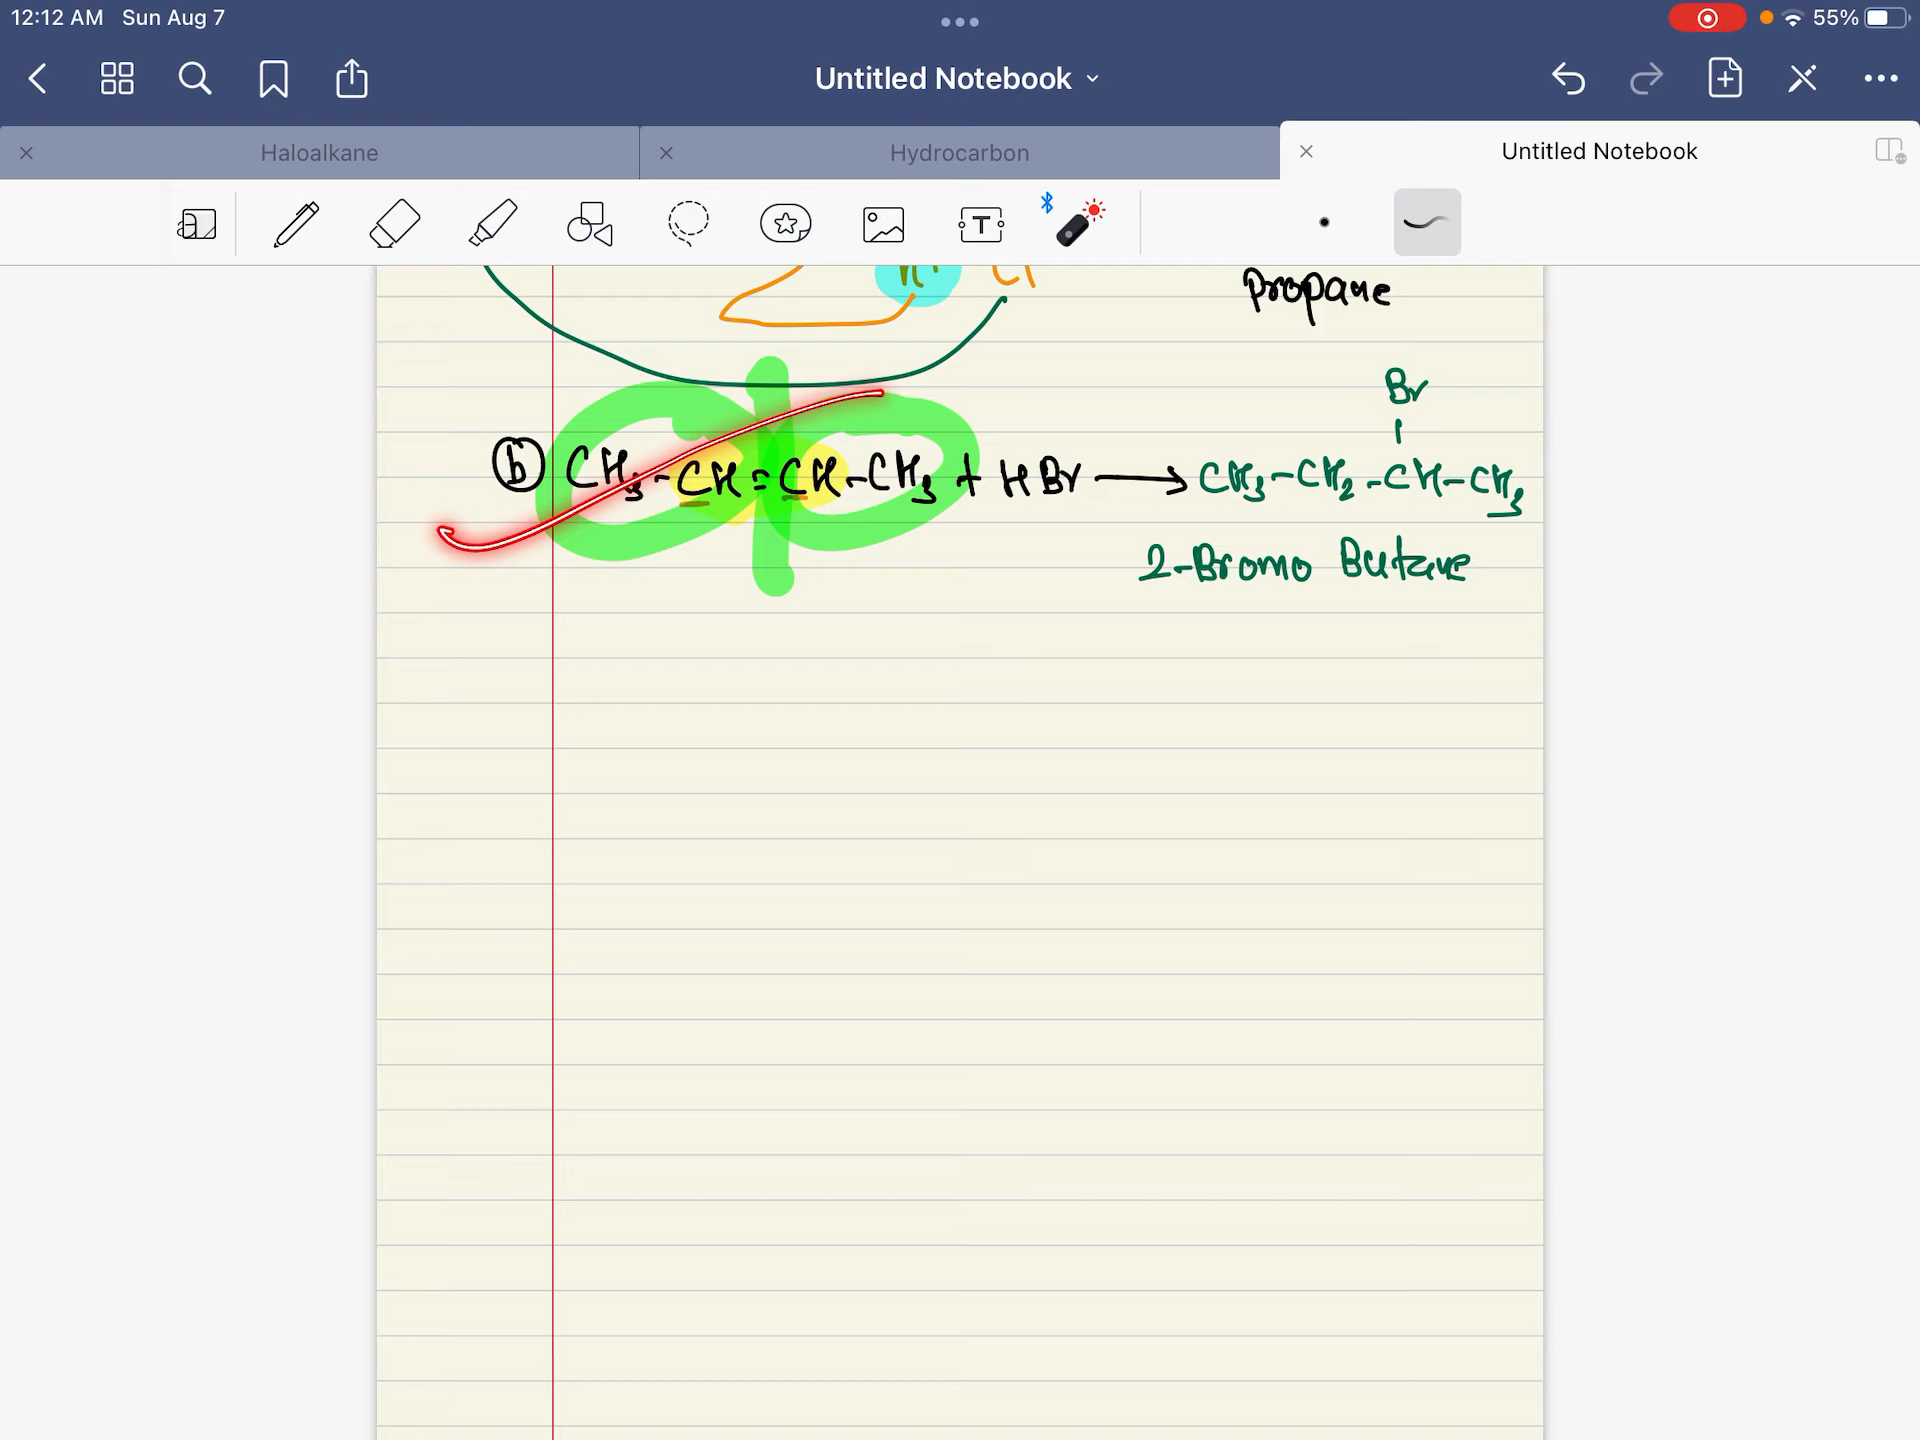 12:12 AM Sun Aug 7
55%
Untitled Notebook
Haloalkane
Hydrocarbon
Untitled Notebook
T
Propane
Br
(b) CH₃-CH=CH-CH₃ + HBr ⟶ CH₃-CH₂-CH-CH₃
2-Bromo Butane